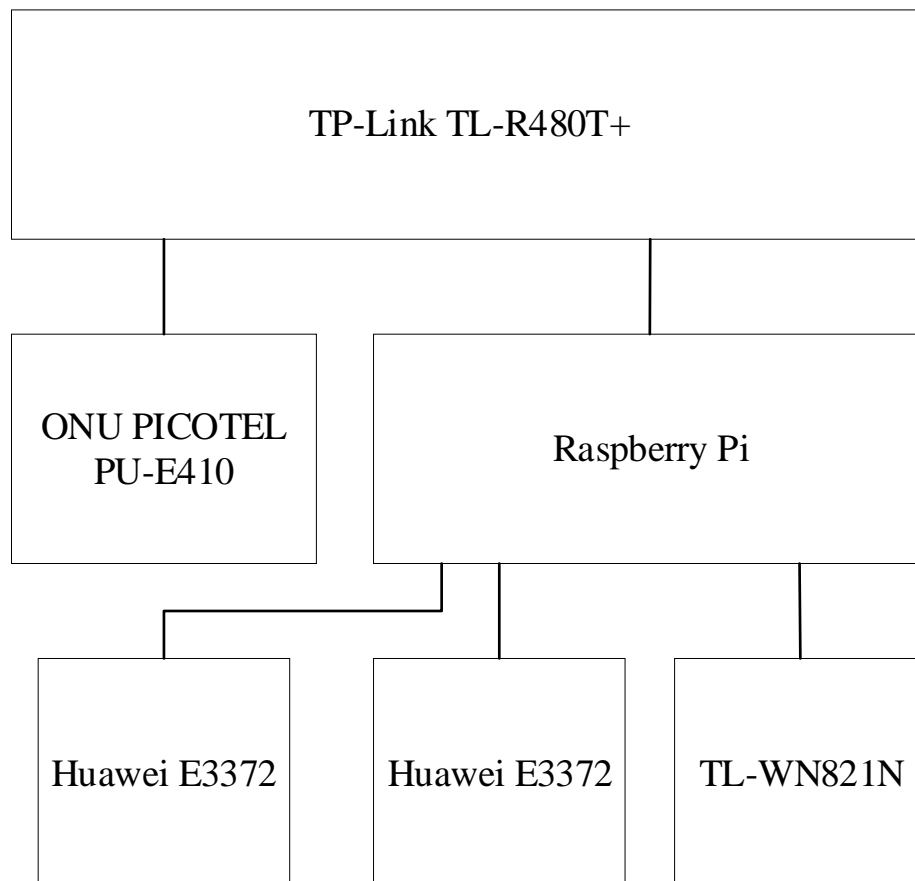 TP-Link TL-R480T+
ONU PICOTEL
PU-E410
Raspberry Pi
Huawei E3372
Huawei E3372
TL-WN821N